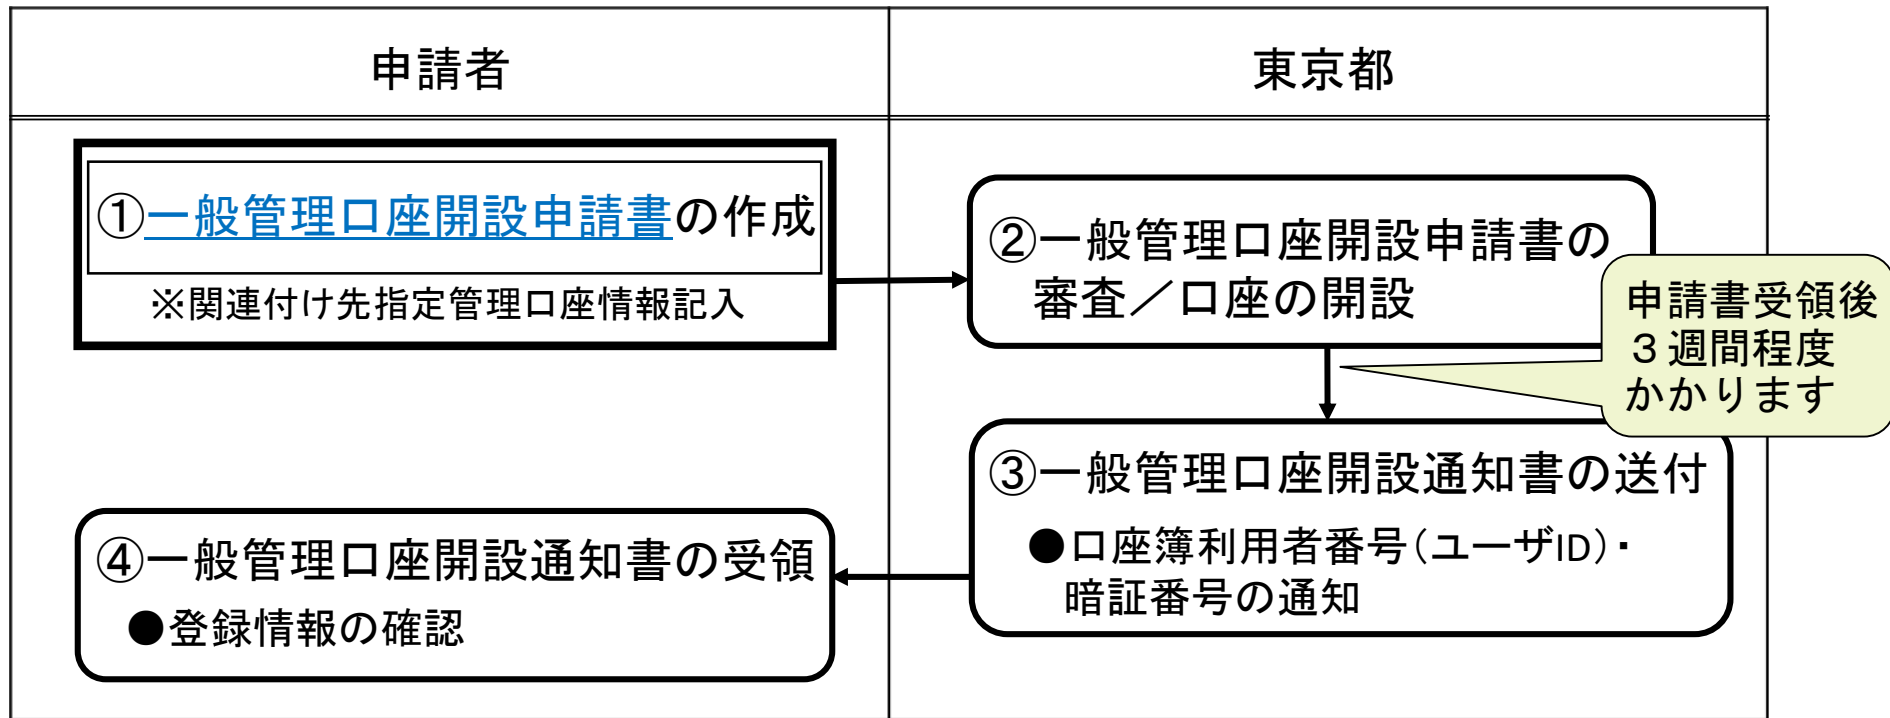 申請者
東京都
①一般管理口座開設申請書の作成
※関連付け先指定管理口座情報記入
②一般管理口座開設申請書の
審査／口座の開設
申請書受領後
３週間程度
かかります
③一般管理口座開設通知書の送付
●口座簿利用者番号（ユーザID）・
暗証番号の通知
④一般管理口座開設通知書の受領
●登録情報の確認